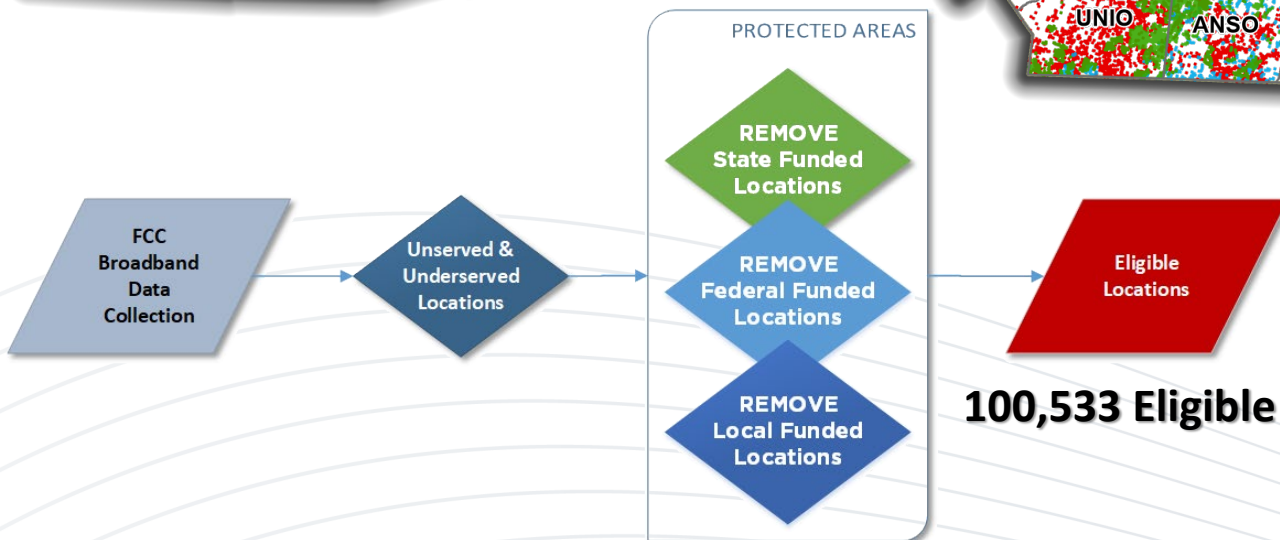 UNIO
ANSO
PROTECTED AREAS
REMOVE
State Funded
Locations
FCC
Broadband
Data
Collection
Unserved &
Underserved
Locations
REMOVE
Federal Funded
Locations
Eligible
Locations
REMOVE
Local Funded
Locations
100,533 Eligible